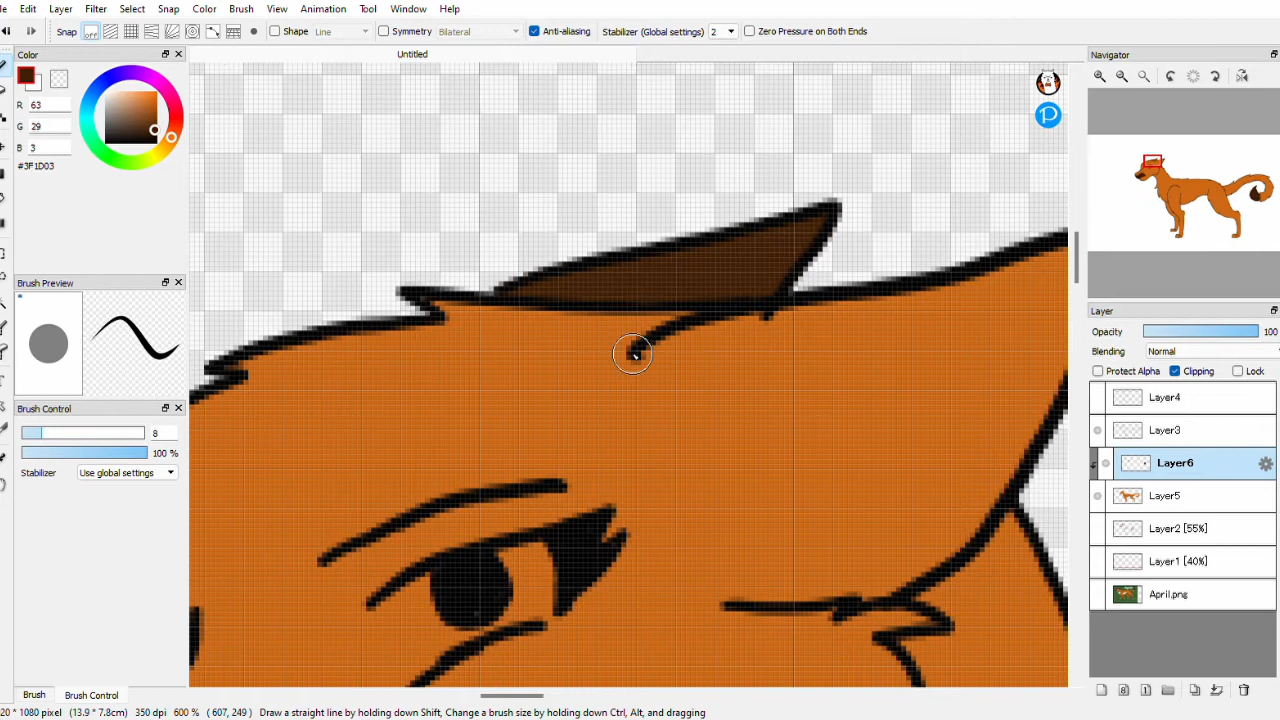 Edit Layer Filter Select Snap Color Brush View Animation Tool Window Help
Snap OFF Shape Line Symmetry Bilateral Anti-aliasing Stabilizer (Global settings) 2 Zero Pressure on Both Ends
Color
Untitled
Navigator
R 63
G 29
B 3
#3F1D03
Brush Preview
Brush Control
8
100 %
Stabilizer Use global settings
Brush Brush Control
Layer
Opacity 100
Blending Normal
Protect Alpha Clipping Lock
Layer4
Layer3
Layer6
Layer5
Layer2 [55%]
Layer1 [40%]
April.png
20 * 1080 pixel (13.9 * 7.8cm) 350 dpi 600 % ( 607, 249 ) Draw a straight line by holding down Shift, Change a brush size by holding down Ctrl, Alt, and dragging